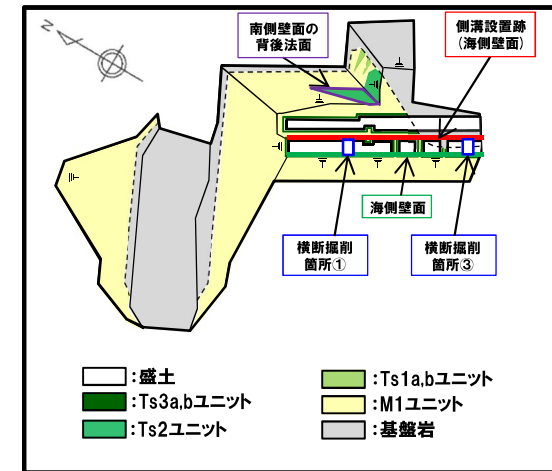 N
南側壁面の
背後法面
側溝設置跡
(海側壁面)
海側壁面
横断掘削
箇所①
横断掘削
箇所③
:盛土
:Ts3a,bユニット
:Ts2ユニット
:Ts1a,bユニット
:M1ユニット
:基盤岩